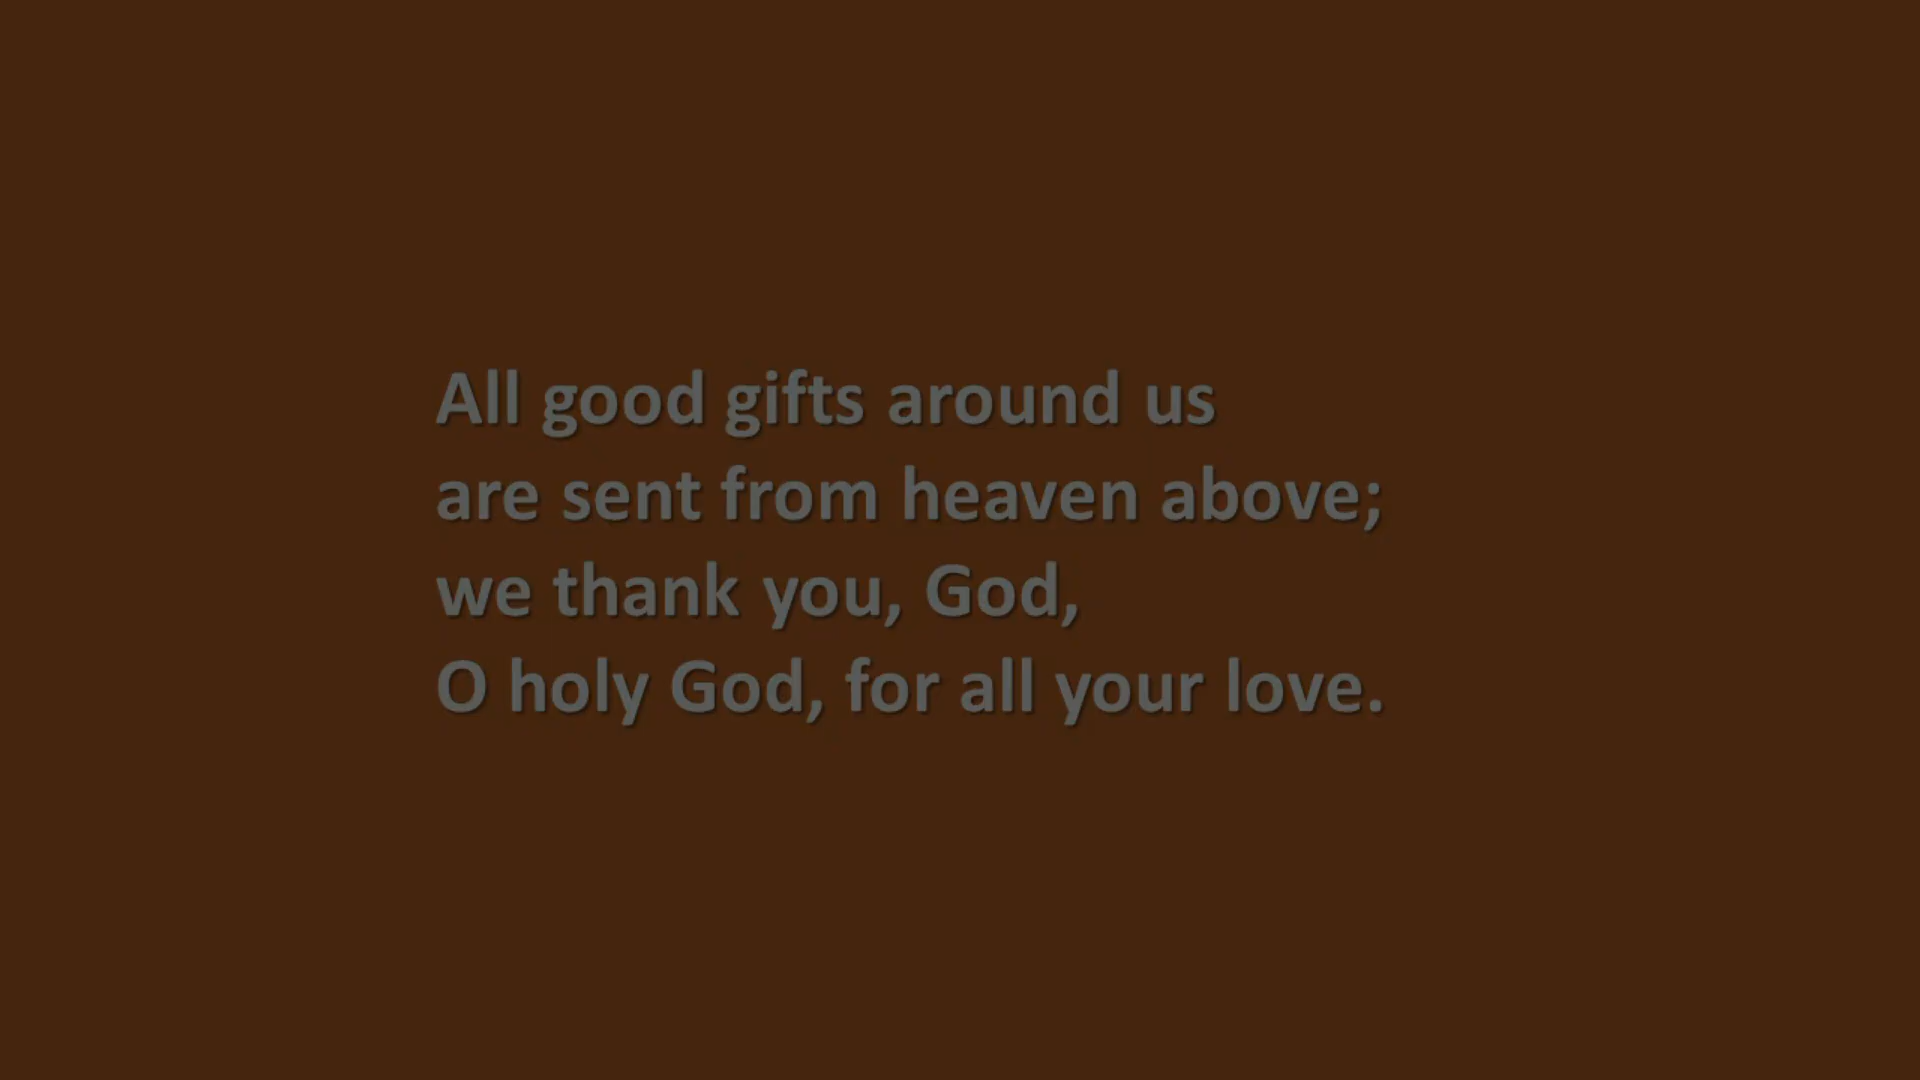 All good gifts around us
are sent from heaven above;
we thank you, God,
O holy God, for all your love.